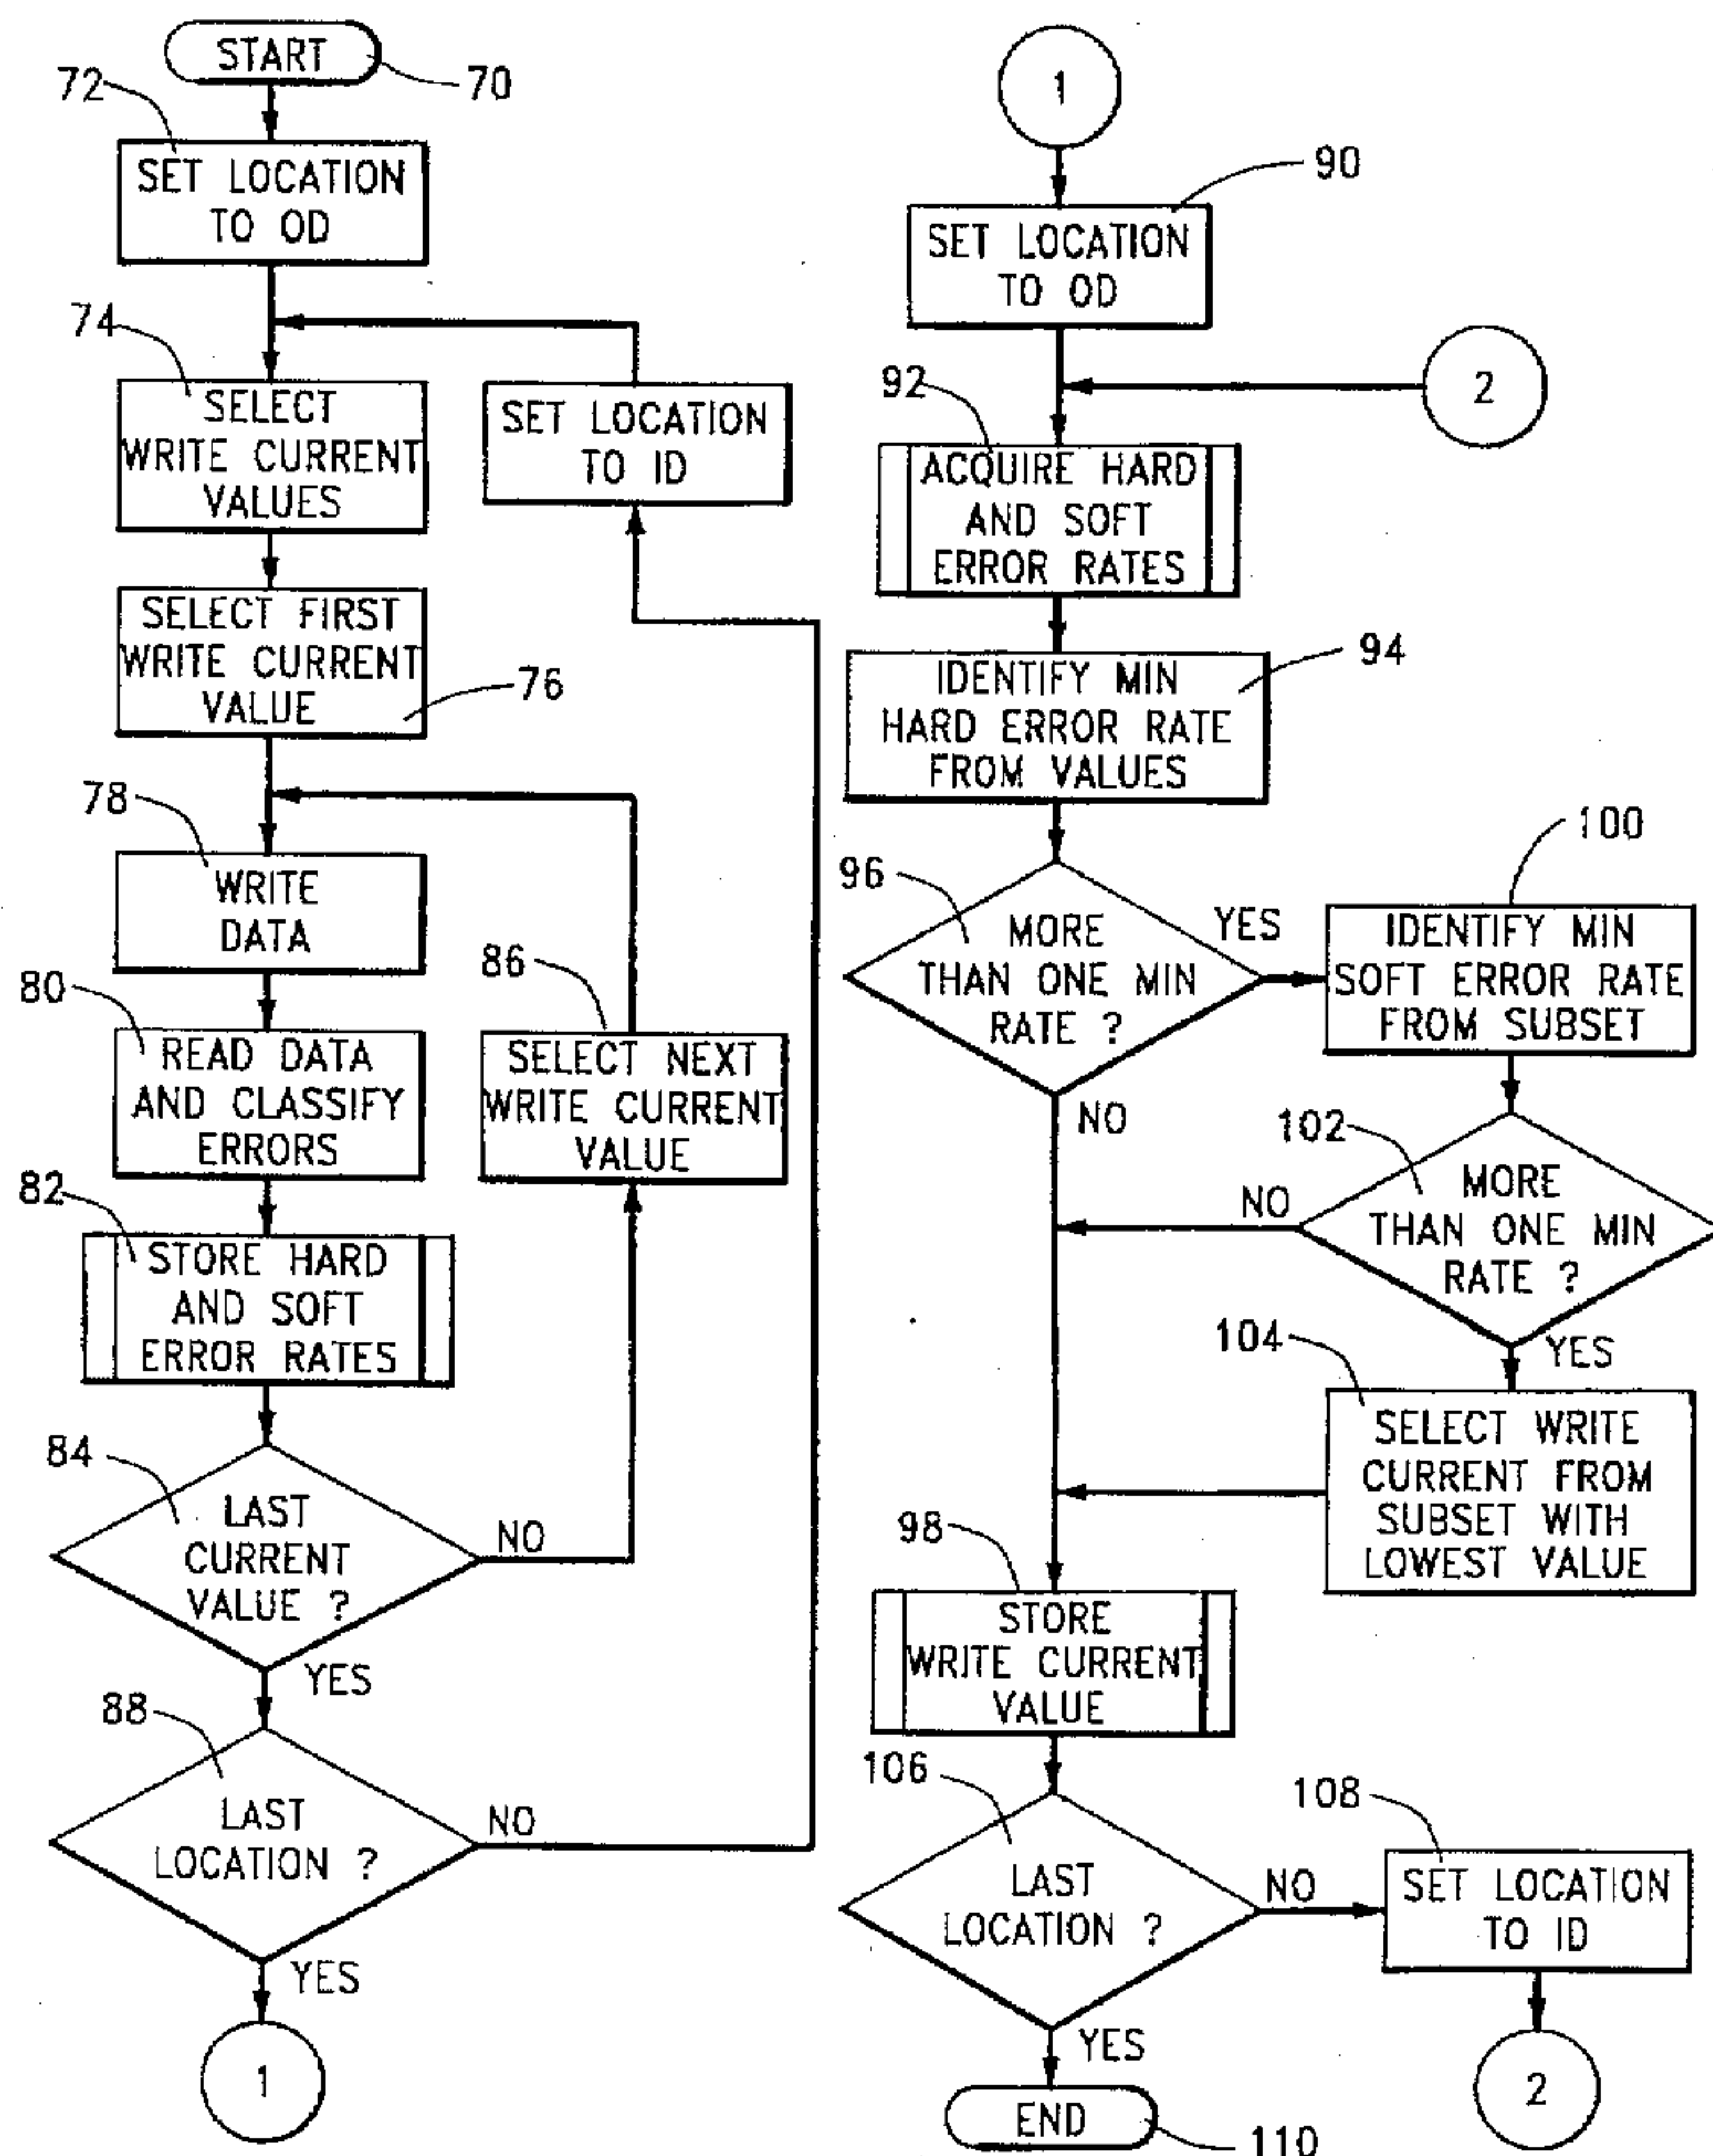 START
70
72
SET LOCATION
TO OD
74
SELECT
WRITE CURRENT
VALUES
SET LOCATION
TO ID
SELECT FIRST
WRITE CURRENT
VALUE
76
78
WRITE
DATA
80
READ DATA
AND CLASSIFY
ERRORS
86
SELECT NEXT
WRITE CURRENT
VALUE
82
STORE HARD
AND SOFT
ERROR RATES
84
LAST
CURRENT
VALUE ?
NO
YES
88
LAST
LOCATION ?
NO
YES
1
1
90
SET LOCATION
TO OD
2
92
ACQUIRE HARD
AND SOFT
ERROR RATES
94
IDENTIFY MIN
HARD ERROR RATE
FROM VALUES
96
MORE
THAN ONE MIN
RATE ?
YES
NO
100
IDENTIFY MIN
SOFT ERROR RATE
FROM SUBSET
102
MORE
THAN ONE MIN
RATE ?
NO
YES
104
SELECT WRITE
CURRENT FROM
SUBSET WITH
LOWEST VALUE
98
STORE
WRITE CURRENT
VALUE
106
LAST
LOCATION ?
NO
YES
108
SET LOCATION
TO ID
2
END
110